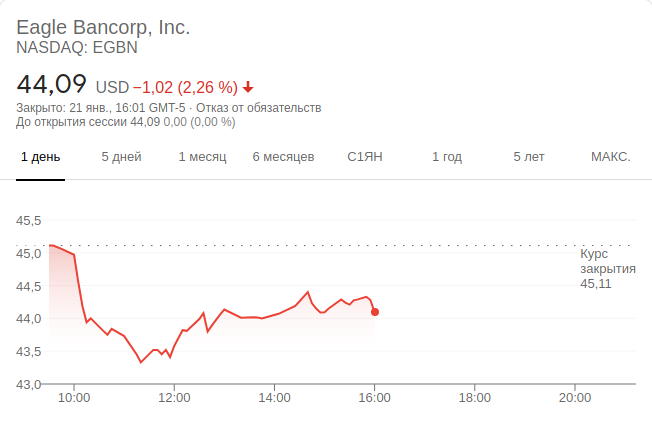 Eagle Bancorp, Inc.
NASDAQ: EGBN
44,09 USD −1,02 (2,26 %)
Закрыто: 21 янв., 16:01 GMT-5 · Отказ от обязательств
До открытия сессии 44,09 0,00 (0,00 %)
1 день 5 дней 1 месяц 6 месяцев С1ЯН 1 год 5 лет МАКС.
45,5
45,0
44,5
44,0
43,5
43,0
Курс
закрытия
45,11
10:00 12:00 14:00 16:00 18:00 20:00